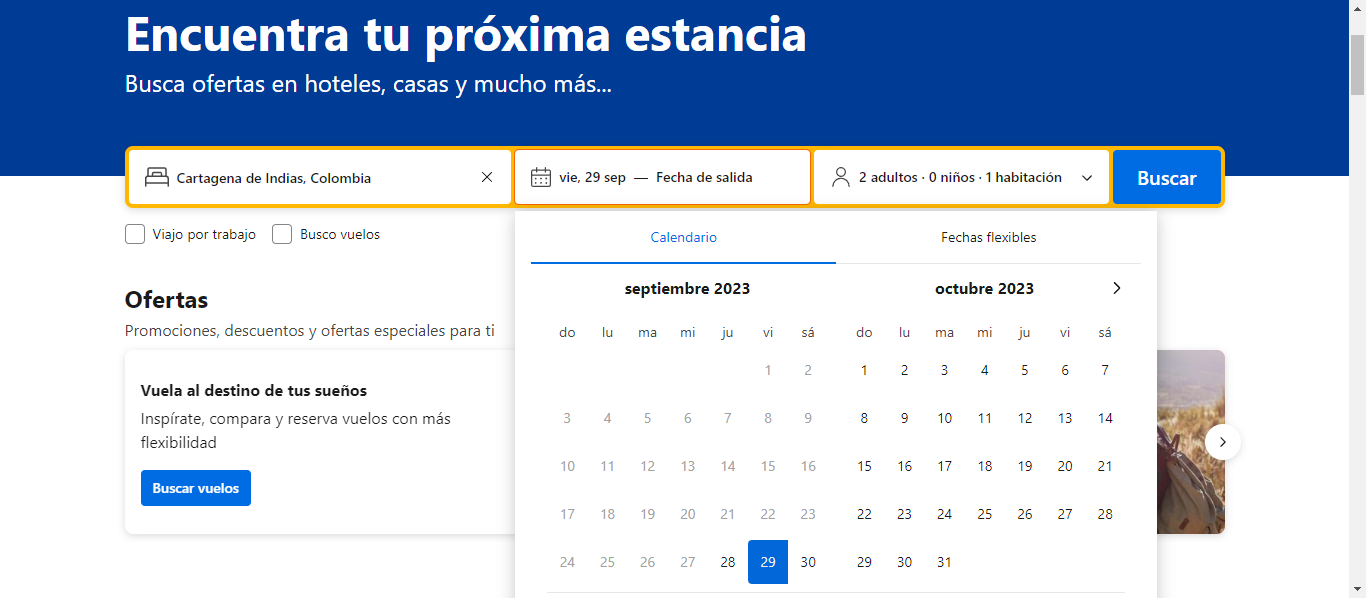 Encuentra tu próxima estancia
Busca ofertas en hoteles, casas y mucho más...
Cartagena de Indias, Colombia
vie, 29 sep — Fecha de salida
2 adultos · 0 niños · 1 habitación
Buscar
Viajo por trabajo
Busco vuelos
Ofertas
Promociones, descuentos y ofertas especiales para ti
Vuela al destino de tus sueños
Inspírate, compara y reserva vuelos con más
flexibilidad
Buscar vuelos
Calendario
Fechas flexibles
septiembre 2023
do lu ma mi ju vi sá
1 2
3 4 5 6 7 8 9
10 11 12 13 14 15 16
17 18 19 20 21 22 23
24 25 26 27 28 29 30
octubre 2023
do lu ma mi ju vi sá
1 2 3 4 5 6 7
8 9 10 11 12 13 14
15 16 17 18 19 20 21
22 23 24 25 26 27 28
29 30 31